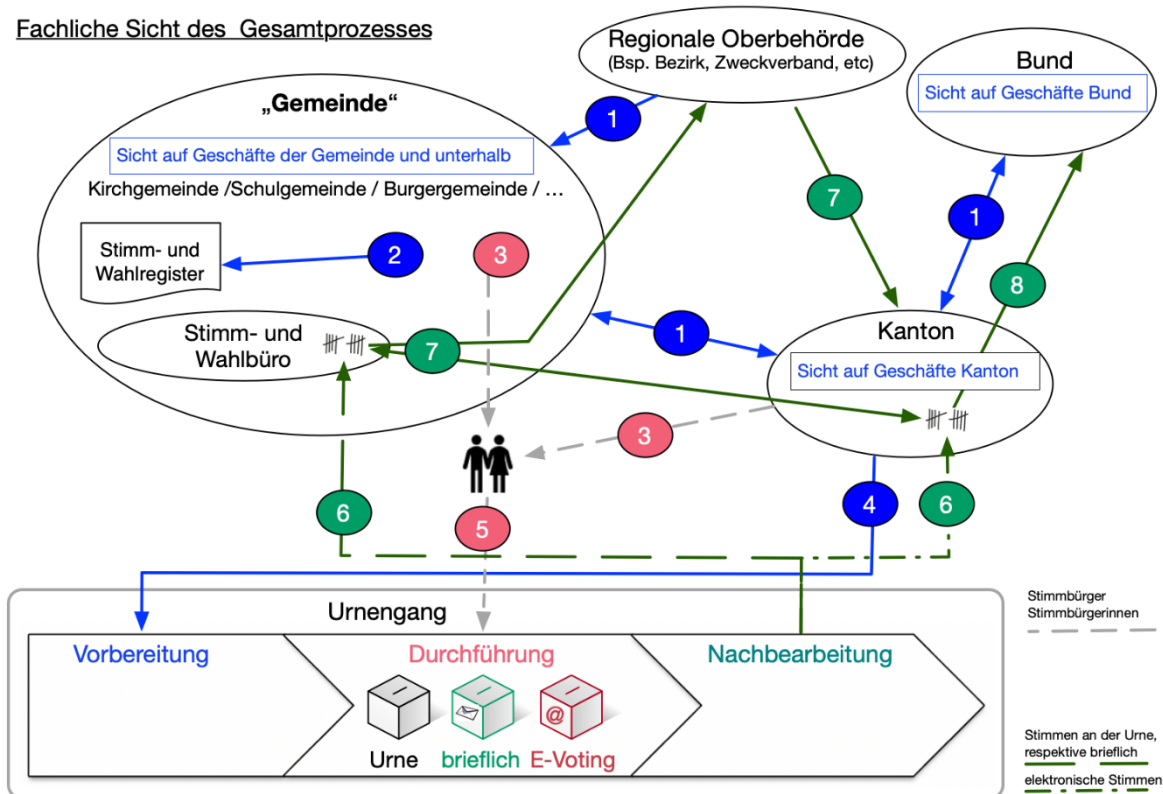 Fachliche Sicht des Gesamtprozesses
Regionale Oberbehörde
(Bsp. Bezirk, Zweckverband, etc)
Bund
Sicht auf Geschäfte Bund
„Gemeinde“
1
Sicht auf Geschäfte der Gemeinde und unterhalb
Kirchgemeinde /Schulgemeinde / Burgergemeinde / …
7
1
Stimm- und
Wahlregister
2
3
8
Stimm- und
Wahlbüro
7
1
Kanton
Sicht auf Geschäfte Kanton
3
6
5
4
6
Urnengang
Vorbereitung
Durchführung
Nachbearbeitung
@
Urne
brieflich
E-Voting
Stimmbürger
Stimmbürgerinnen
Stimmen an der Urne,
respektive brieflich
elektronische Stimmen